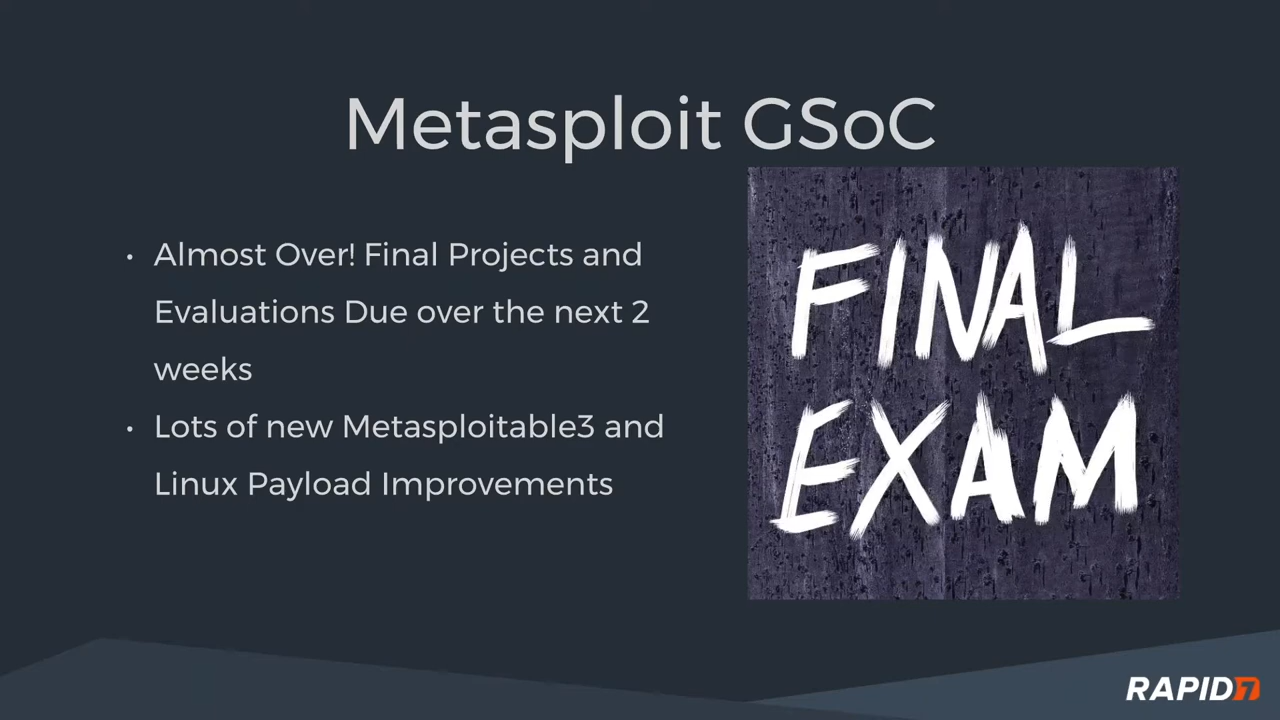 Metasploit GSoC
• Almost Over! Final Projects and
Evaluations Due over the next 2
weeks
• Lots of new Metasploitable3 and
Linux Payload Improvements
FINAL
EXAM
RAPID7